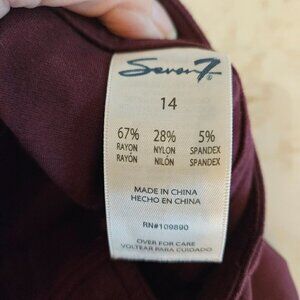 Seven7®
14
67% 28% 5%
RAYON NYLON SPANDEX
RAYÓN NILÓN SPANDEX
MADE IN CHINA
HECHO EN CHINA
RN#109890
OVER FOR CARE
VOLTEAR PARA CUIDADO